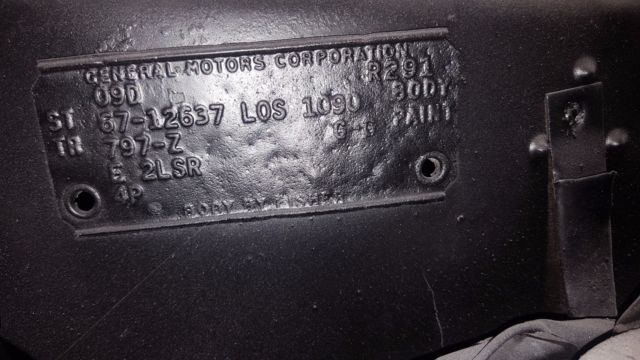 GENERAL MOTORS CORPORATION
09D R291
ST 67-12637 LOS 1090 BODY
TR 797-Z G-G PAINT
E 2LSR
4P
BODY BY FISHER